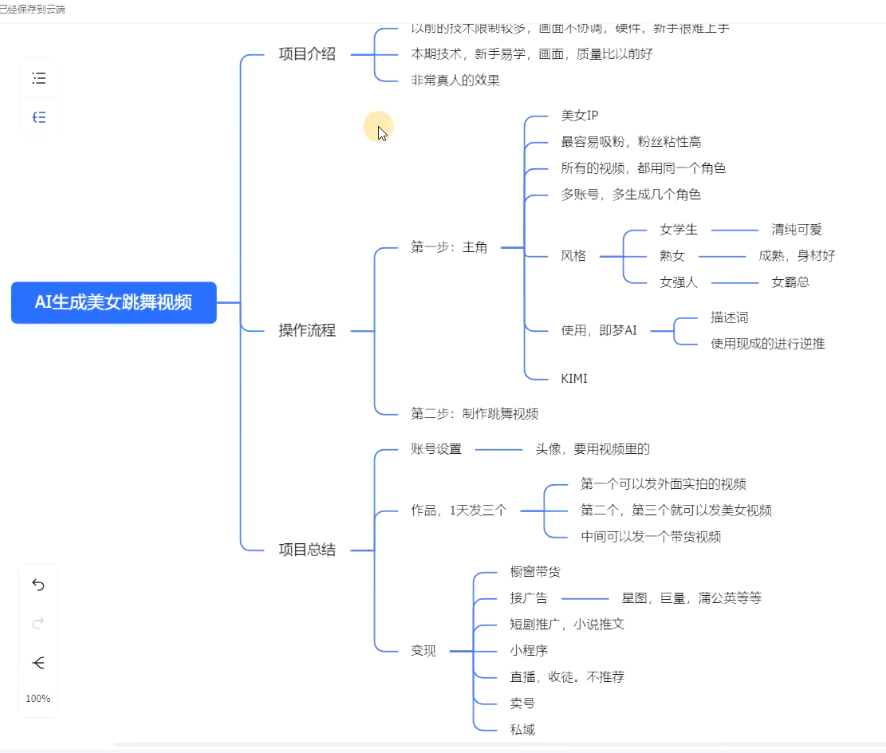 已经保存到云端
项目介绍
以前的技术限制较多，画面不协调，硬件，新手很难上手
本期技术，新手易学，画面，质量比以前好
非常真人的效果
AI生成美女跳舞视频
操作流程
第一步：主角
美女IP
最容易吸粉，粉丝粘性高
所有的视频，都用同一个角色
多账号，多生成几个角色
风格
女学生
清纯可爱
熟女
成熟，身材好
女强人
女霸总
使用，即梦AI
描述词
使用现成的进行逆推
KIMI
第二步：制作跳舞视频
项目总结
账号设置
头像，要用视频里的
作品，1天发三个
第一个可以发外面实拍的视频
第二个，第三个就可以发美女视频
中间可以发一个带货视频
变现
橱窗带货
接广告
星图，巨量，蒲公英等等
短剧推广，小说推文
小程序
直播，收徒。不推荐
卖号
私域
100%